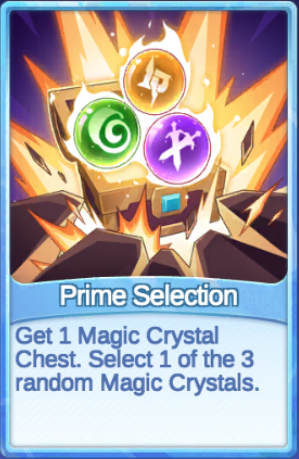 Prime Selection
Get 1 Magic Crystal
Chest. Select 1 of the 3
random Magic Crystals.